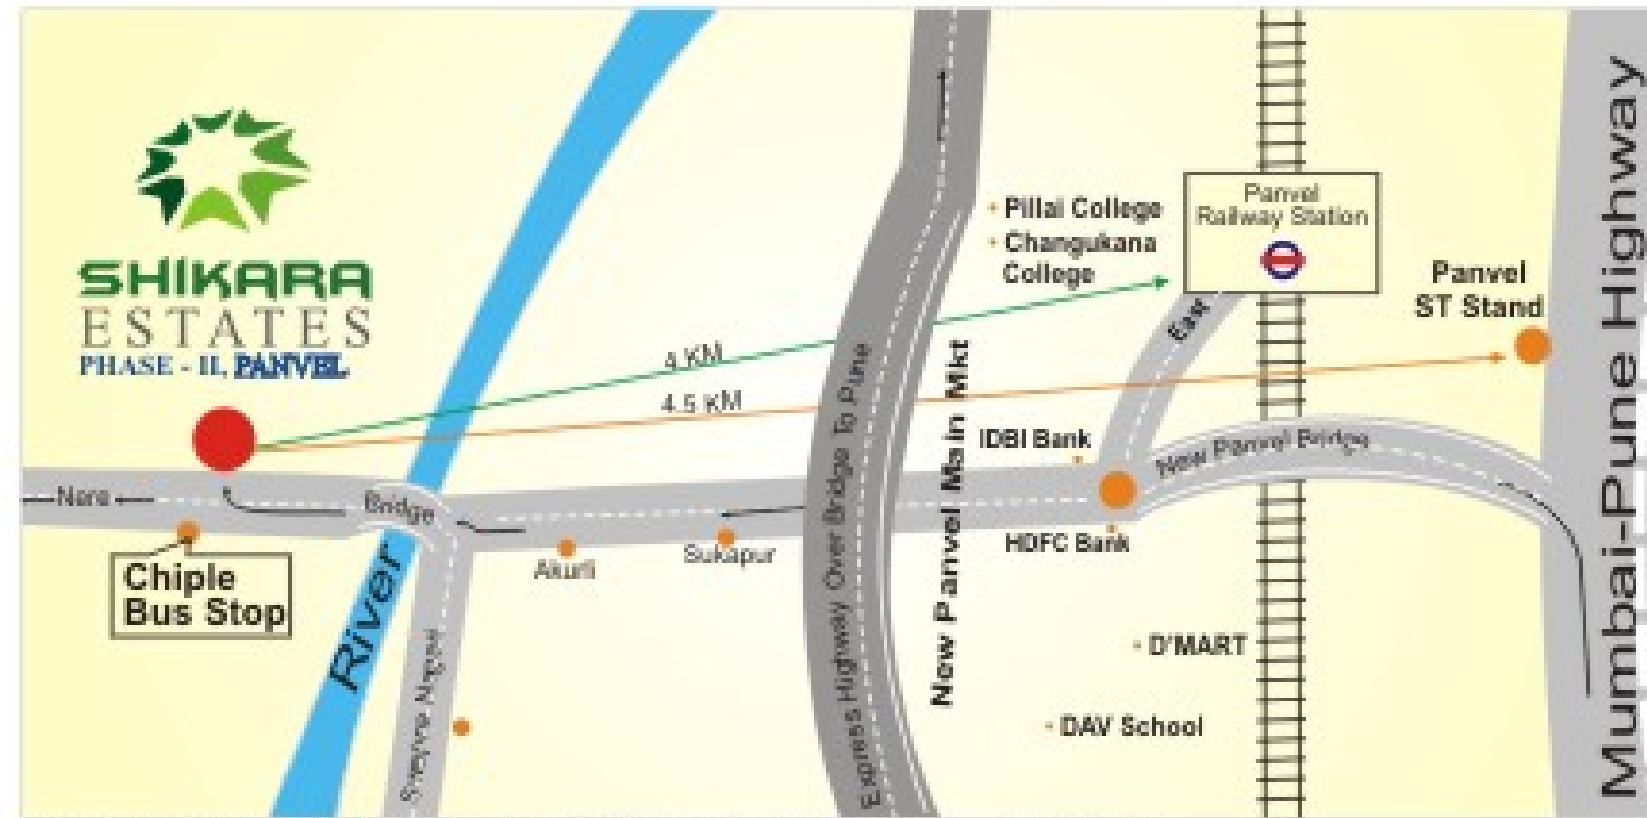 SHIKARA
ESTATES
PHASE - II, PANVEL
4 KM
4.5 KM
Pillai College
Changukana
College
Panvel
Railway Station
Panvel
ST Stand
East
IDBI Bank
New Panvel Bridge
HDFC Bank
Nere
Bridge
Chiple
Bus Stop
Akurli
Sukapur
River
Express Highway Over Bridge To Pune
New Panvel Main Mkt
D'MART
DAV School
Mumbai-Pune Highway